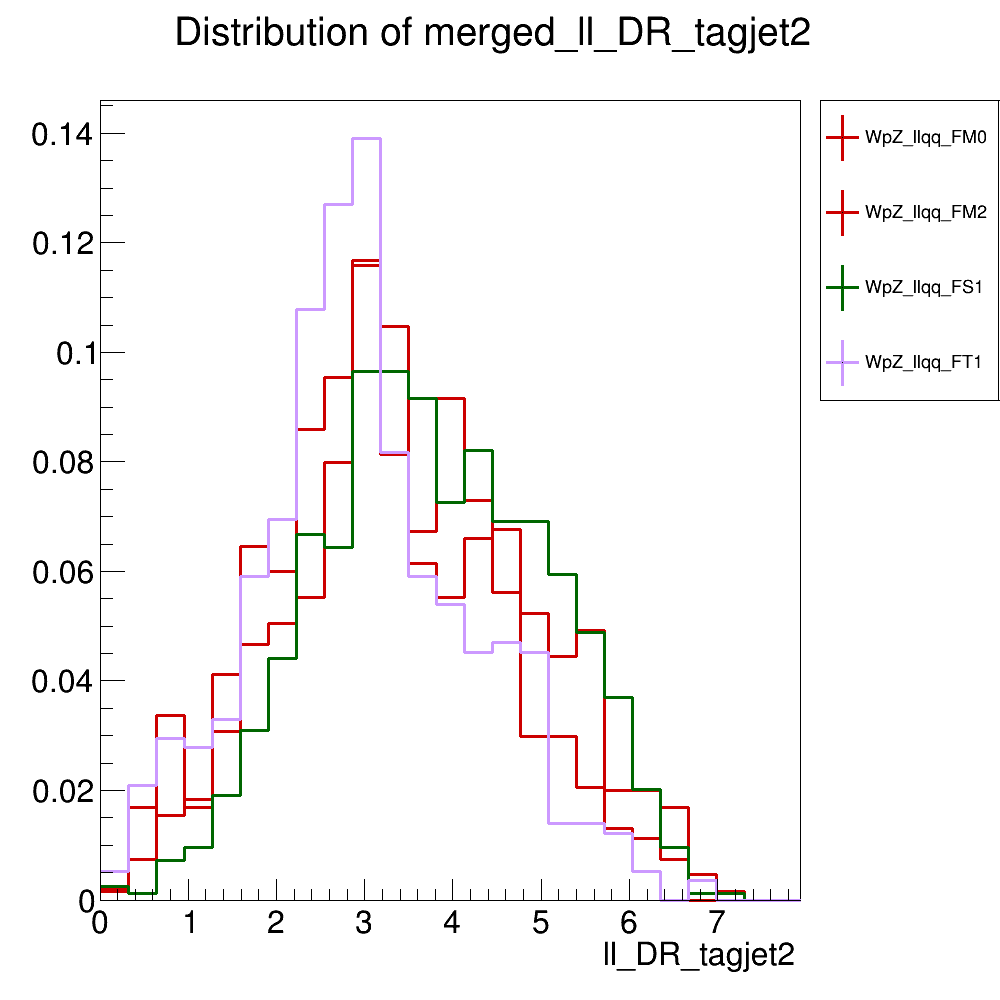 Distribution of merged_ll_DR_tagjet2
0.14
0.12
0.1
0.08
0.06
0.04
0.02
0
0 1 2 3 4 5 6 7
ll_DR_tagjet2
WpZ_llqq_FM0
WpZ_llqq_FM2
WpZ_llqq_FS1
WpZ_llqq_FT1